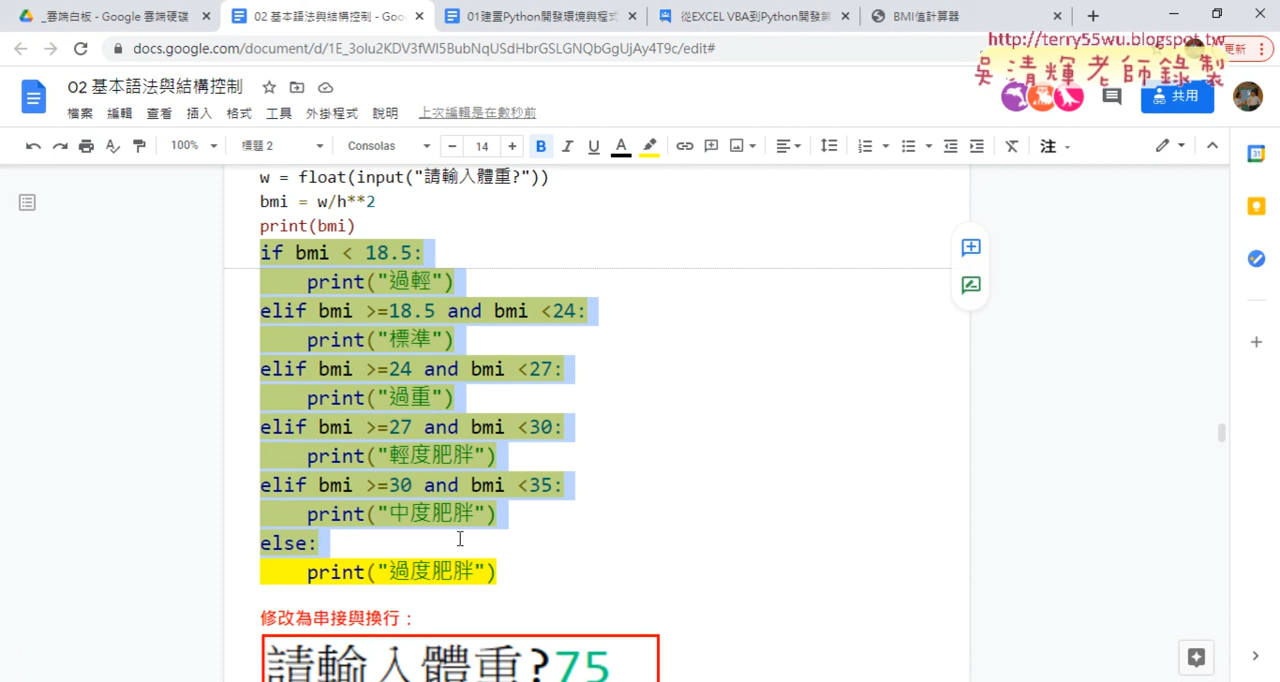 _雲端白板 - Google 雲端硬碟
02 基本語法與結構控制 - Goo
01建置Python開發環境與程式
從EXCEL VBA到Python開發第
BMI值計算器
docs.google.com/document/d/1E_3oIu2KDV3fWI5BubNqUSdHbrGSLGNQbGgUjAy4T9c/edit#
http://terry55wu.blogspot.tw
更新
吳清輝老師錄製
02 基本語法與結構控制
共用
檔案 編輯 查看 插入 格式 工具 外掛程式 說明 上次編輯是在數秒前
100% 標題 2 Consolas 14 B I U A 注
w = float(input("請輸入體重?"))
bmi = w/h**2
print(bmi)
if bmi < 18.5:
    print("過輕")
elif bmi >=18.5 and bmi <24:
    print("標準")
elif bmi >=24 and bmi <27:
    print("過重")
elif bmi >=27 and bmi <30:
    print("輕度肥胖")
elif bmi >=30 and bmi <35:
    print("中度肥胖")
else:
    print("過度肥胖")
修改為串接與換行：
請輸入體重?75